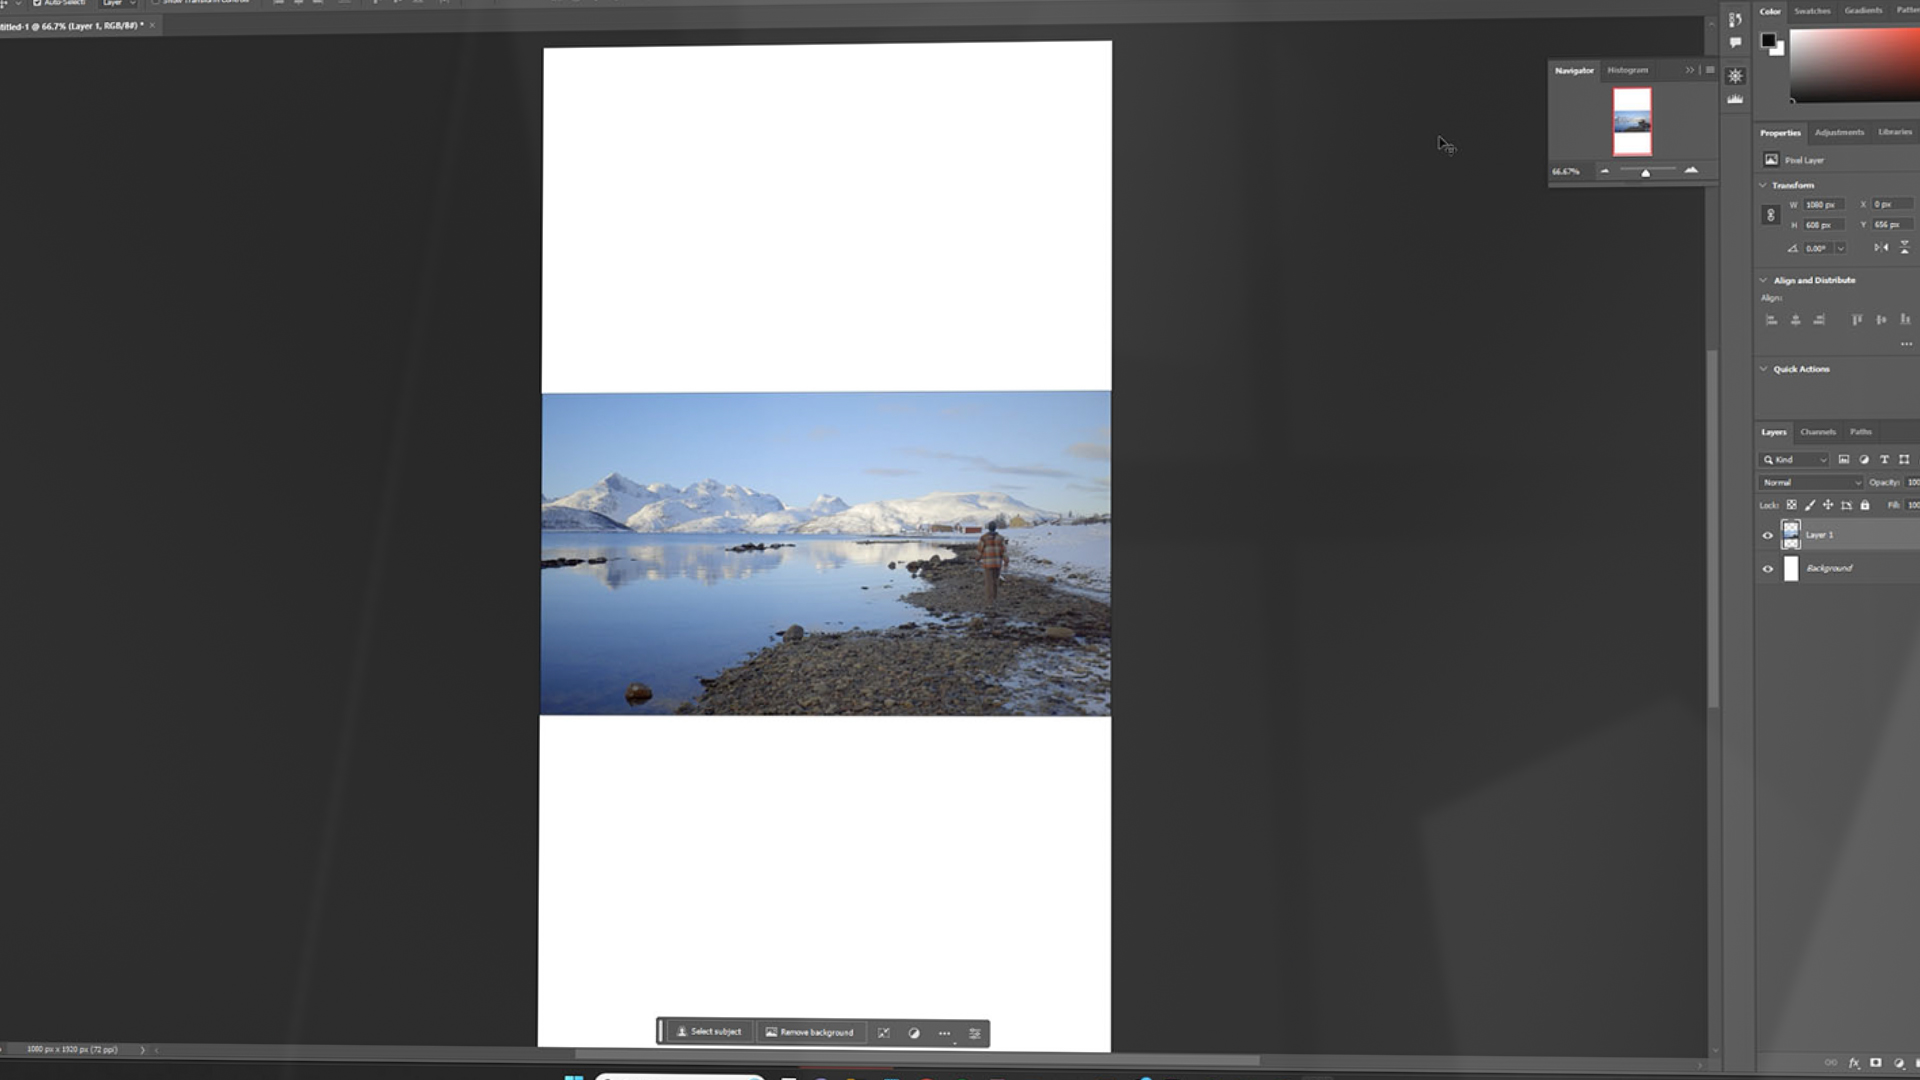 Auto-Select:
Layer
Show Transform Controls
titled-1 @ 66.7% (Layer 1, RGB/8#) *
Color
Swatches
Gradients
Patter
Navigator
Histogram
66.67%
Properties
Adjustments
Libraries
Pixel Layer
Transform
W 1080 px X 0 px
H 608 px Y 656 px
0.00°
Align and Distribute
Align:
Quick Actions
Layers
Channels
Paths
Kind
Normal
Opacity: 100
Lock:
Fill: 100
Layer 1
Background
Select subject
Remove background
1080 px x 1920 px (72 ppi)